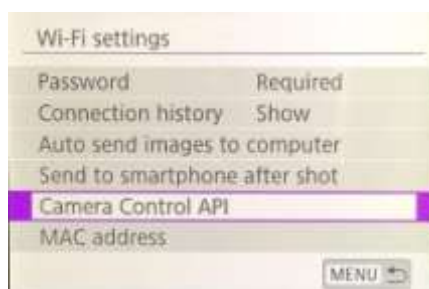 Wi-Fi settings
Password Required
Connection history Show
Auto send images to computer
Send to smartphone after shot
Camera Control API
MAC address
MENU